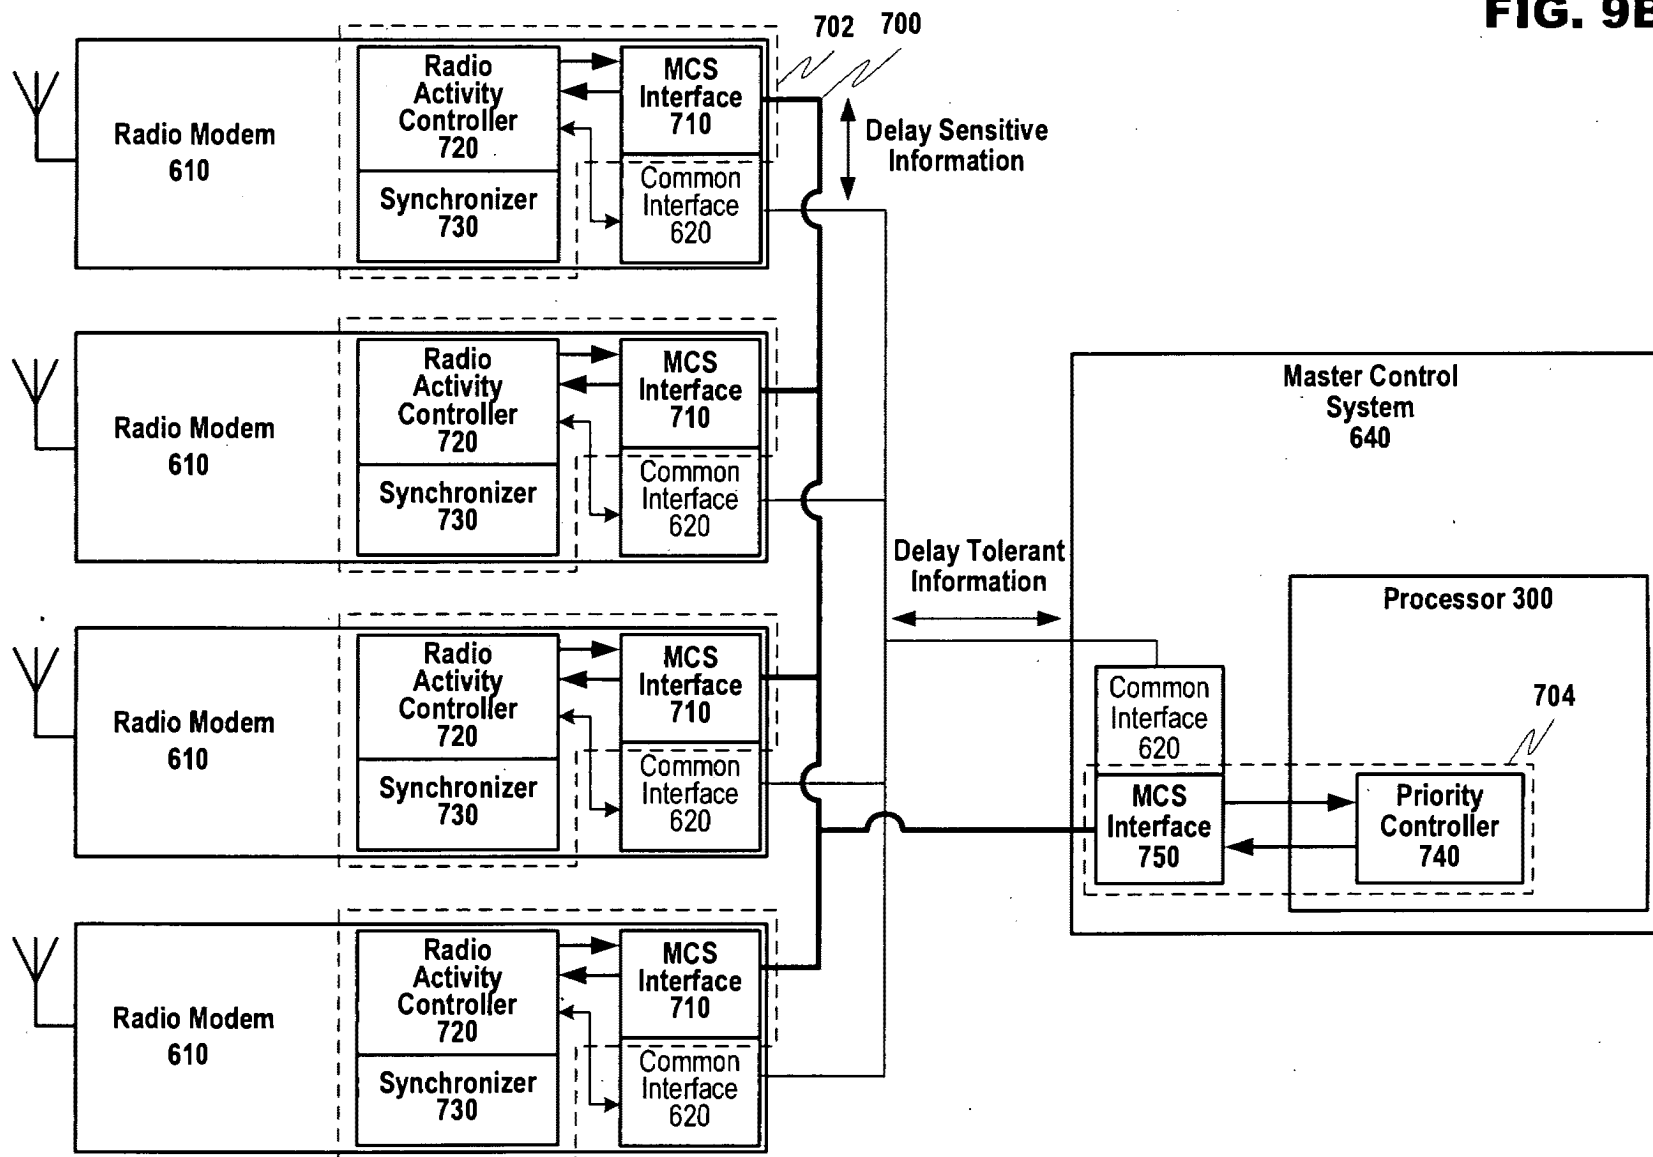 FIG. 9B
702 700
Radio Modem
610
Radio
Activity
Controller
720
Synchronizer
730
MCS
Interface
710
Common
Interface
620
Delay Sensitive
Information
Radio Modem
610
Radio
Activity
Controller
720
Synchronizer
730
MCS
Interface
710
Common
Interface
620
Delay Tolerant
Information
Master Control
System
640
Processor 300
704
Common
Interface
620
MCS
Interface
750
Priority
Controller
740
Radio Modem
610
Radio
Activity
Controller
720
Synchronizer
730
MCS
Interface
710
Common
Interface
620
Radio Modem
610
Radio
Activity
Controller
720
Synchronizer
730
MCS
Interface
710
Common
Interface
620